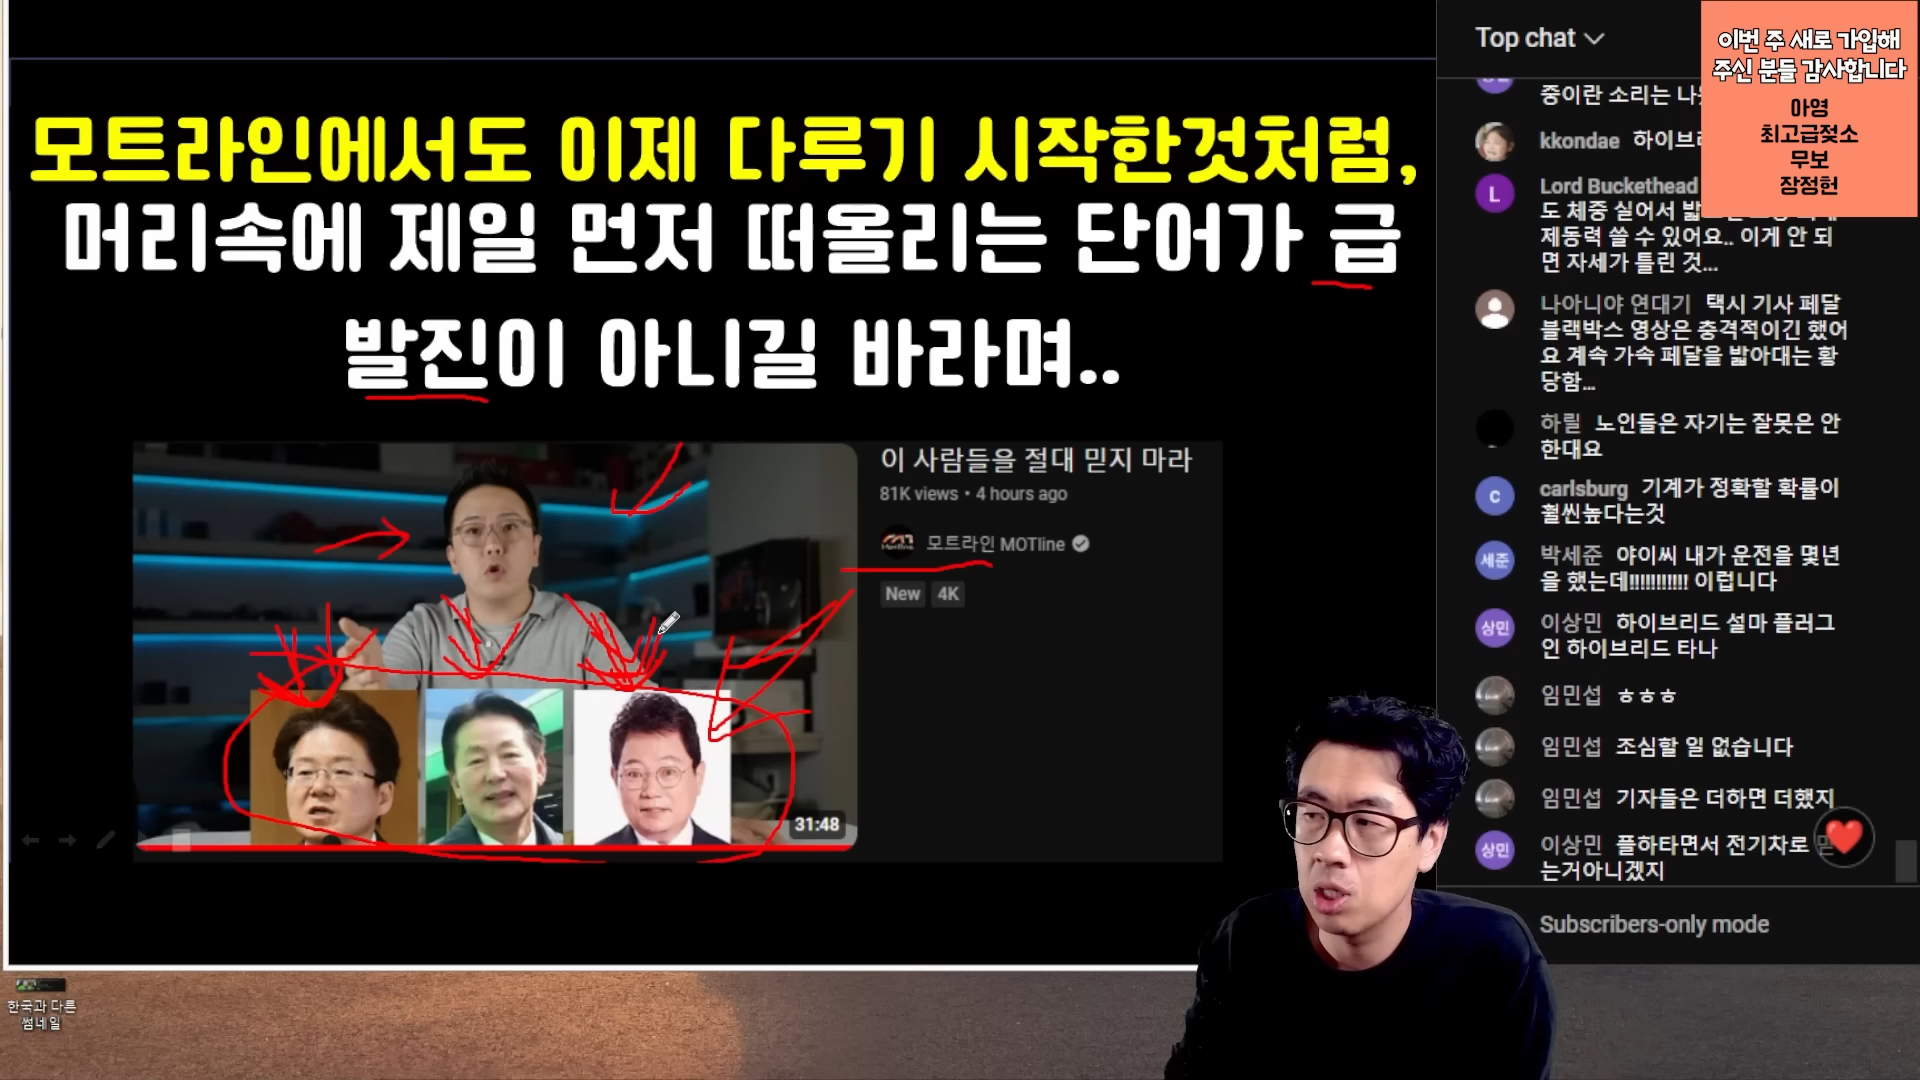 모트라인에서도 이제 다루기 시작한것처럼,
머리속에 제일 먼저 떠올리는 단어가 급
발진이 아니길 바라며..
이 사람들을 절대 믿지 마라
81K views • 4 hours ago
모트라인 MOTline
New 4K
31:48
한국과 다른
썸네일
Top chat
이번 주 새로 가입해
주신 분들 감사합니다
아영
최고급젖소
무보
장정헌
중이란 소리는
kkondae
Lord Buckethead
도 체중 실어서
제동력 쓸 수 있어요.. 이게 안 되
면 자세가 틀린 것...
나아니야 연대기 택시 기사 페달
블랙박스 영상은 충격적이긴 했어
요 계속 가속 페달을 밟아대는 황
당함...
하릴 노인들은 자기는 잘못은 안
한대요
carlsburg 기계가 정확할 확률이
훨씬높다는것
세준
박세준 야이씨 내가 운전을 몇년
을 했는데!!!!!!!!!!! 이럽니다
상민
이상민 하이브리드 설마 플러그
인 하이브리드 타나
임민섭 ㅎㅎㅎ
임민섭 조심할 일 없습니다
임민섭 기자들은 더하면 더했지
상민
이상민 플하타면서 전기차로
는거아니겠지
Subscribers-only mode